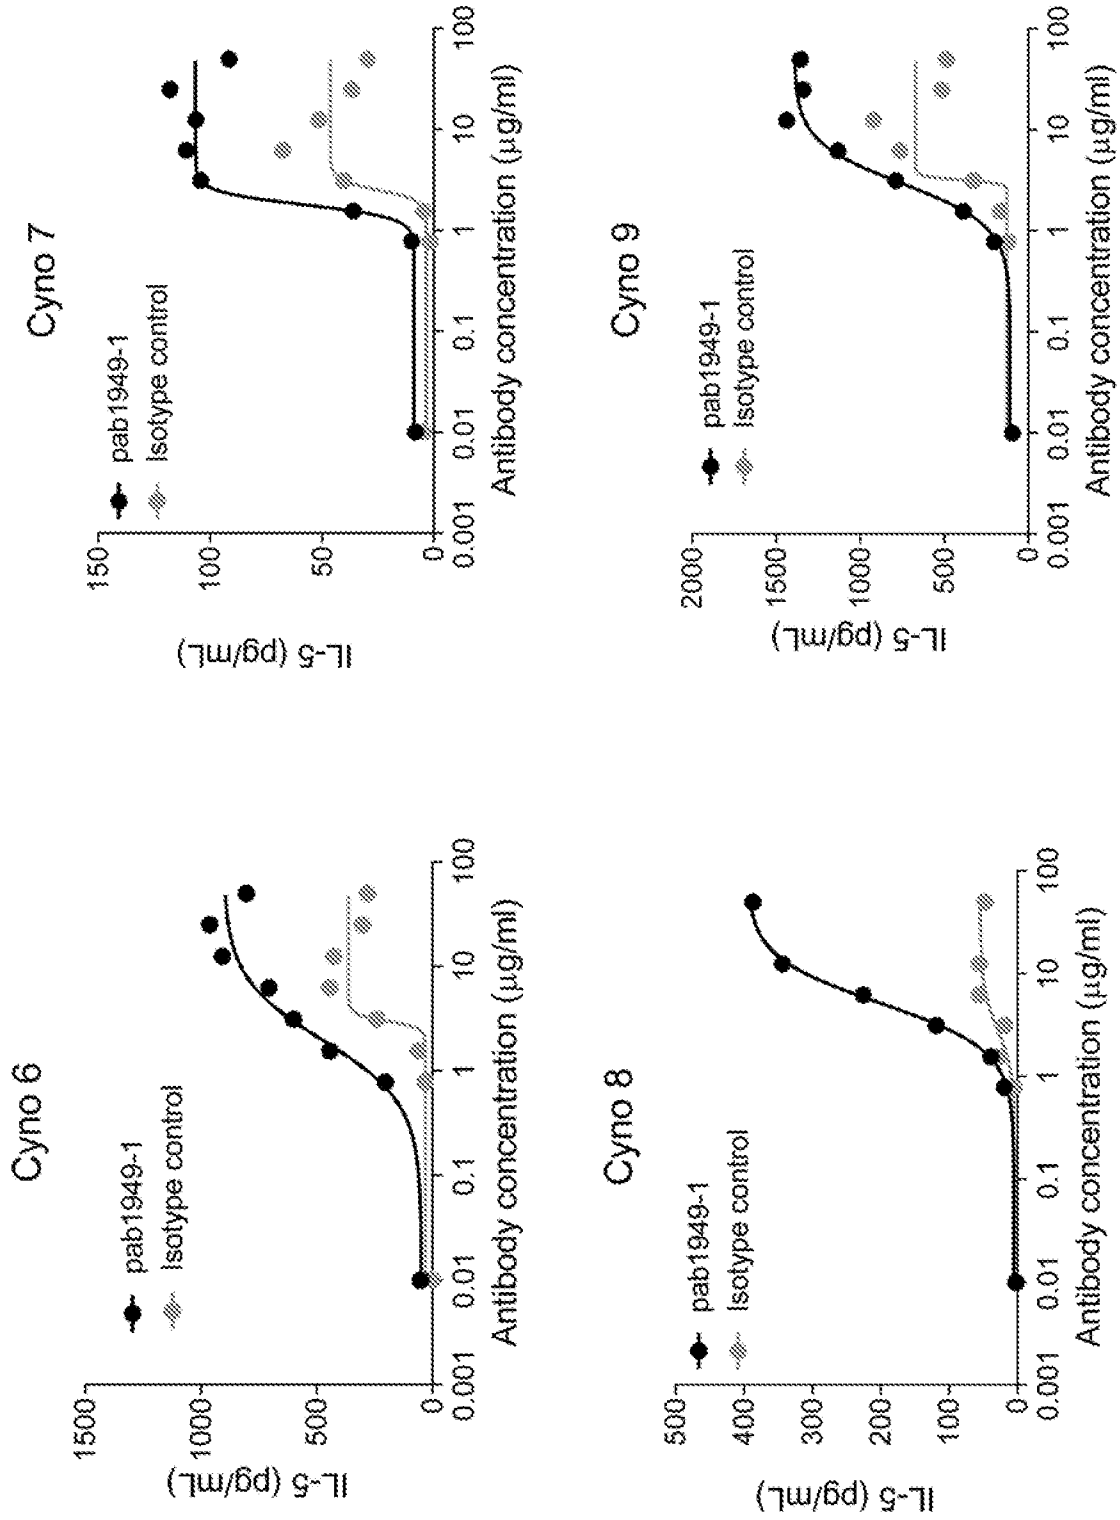 Cyno 6
pab1949-1
Isotype control
IL-5 (pg/mL)
1500
1000
500
0
0.001
0.01
0.1
1
10
100
Antibody concentration (µg/ml)
Cyno 7
pab1949-1
Isotype control
IL-5 (pg/mL)
150
100
50
0
0.001
0.01
0.1
1
10
100
Antibody concentration (µg/ml)
Cyno 8
pab1949-1
Isotype control
IL-5 (pg/mL)
500
400
300
200
100
0
0.001
0.01
0.1
1
10
100
Antibody concentration (µg/ml)
Cyno 9
pab1949-1
Isotype control
IL-5 (pg/mL)
2000
1500
1000
500
0
0.001
0.01
0.1
1
10
100
Antibody concentration (µg/ml)